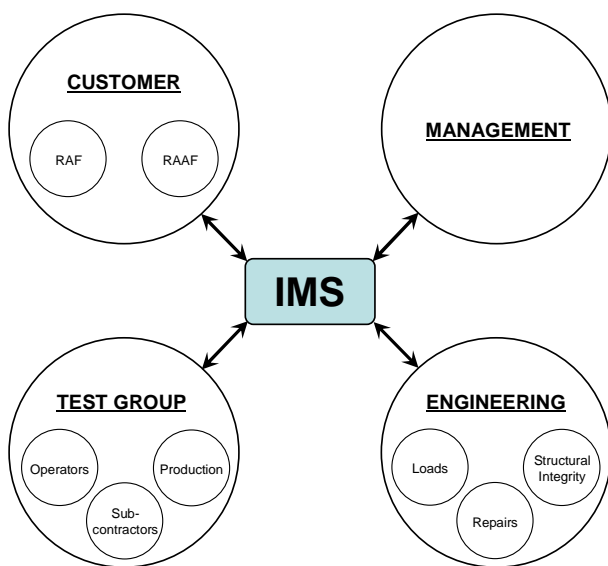 CUSTOMER
RAF
RAAF
MANAGEMENT
IMS
TEST GROUP
Operators
Production
Sub-
contractors
ENGINEERING
Loads
Structural
Integrity
Repairs